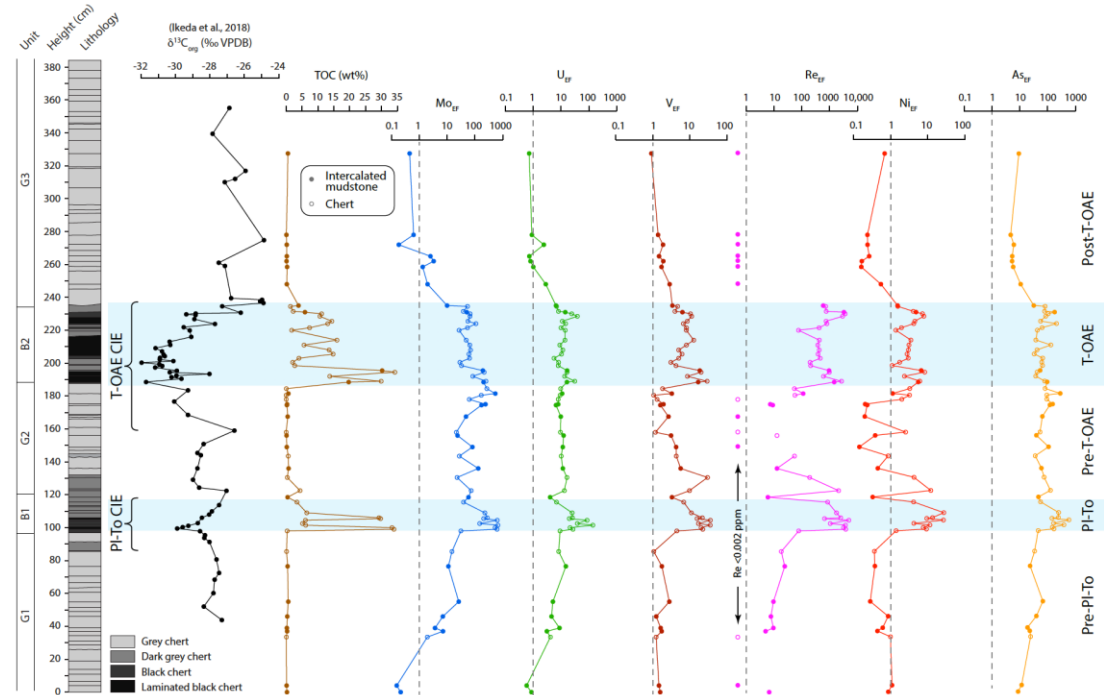 Unit
Height (cm)
Lithology
(Ikeda et al., 2018)
δ¹³Corg (‰ VPDB)
-32 -30 -28 -26 -24
TOC (wt%)
0 5 10 15 20 25 30 35
MoEF
0.1 1 10 100 1000
UEF
0.1 1 10 100 1000
VEF
1 10 100
ReEF
1 10 100 1000 10,000
NiEF
0.1 1 10 100
AsEF
0.1 1 10 100 1000
380
360
340
320
300
280
260
240
220
200
180
160
140
120
100
80
60
40
20
0
G3
B2
G2
B1
G1
T-OAE CIE
Pl-To CIE
Intercalated
mudstone
Chert
Re <0.002 ppm
Post-T-OAE
T-OAE
Pre-T-OAE
Pl-To
Pre-Pl-To
Grey chert
Dark grey chert
Black chert
Laminated black chert